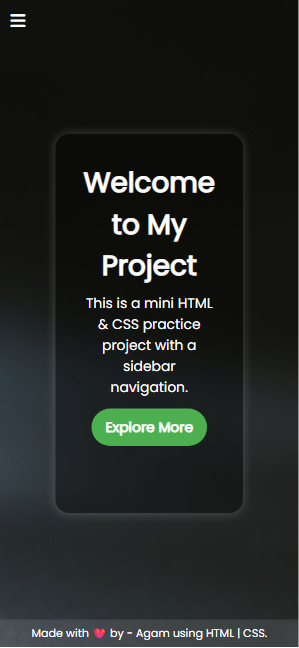 Welcome
to My
Project
This is a mini HTML
& CSS practice
project with a
sidebar
navigation.
Explore More
Made with 💔 by - Agam using HTML | CSS.